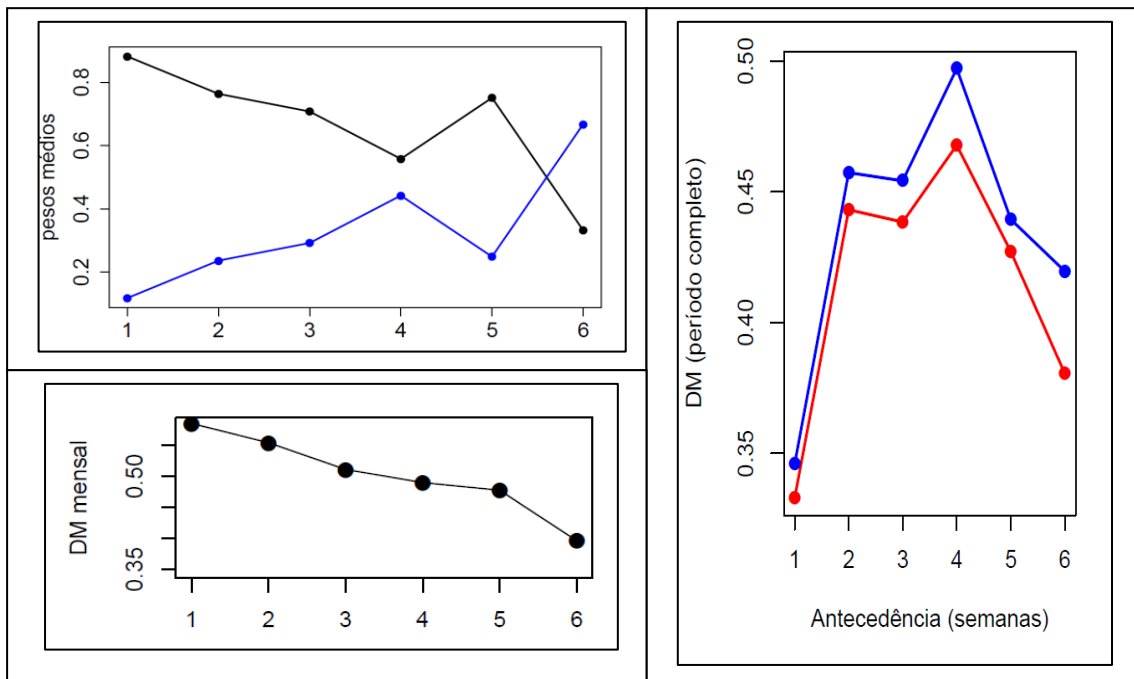 pesos médios
0.8
0.6
0.4
0.2
1 2 3 4 5 6
DM mensal
0.50
0.35
1 2 3 4 5 6
DM (período completo)
0.50
0.45
0.40
0.35
1 2 3 4 5 6
Antecedência (semanas)